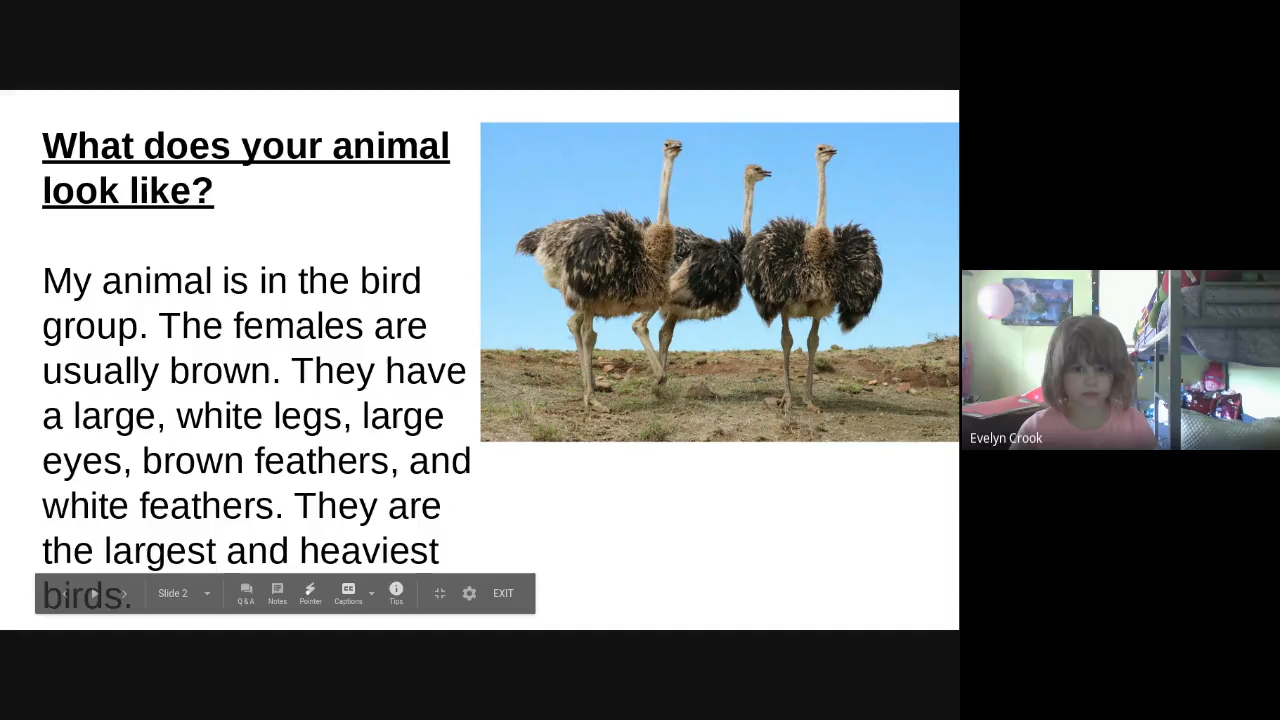 What does your animal
look like?
My animal is in the bird
group. The females are
usually brown. They have
a large, white legs, large
eyes, brown feathers, and
white feathers. They are
the largest and heaviest
birds.
Slide 2
Q & A
Notes
Pointer
Captions
Tips
EXIT
Evelyn Crook